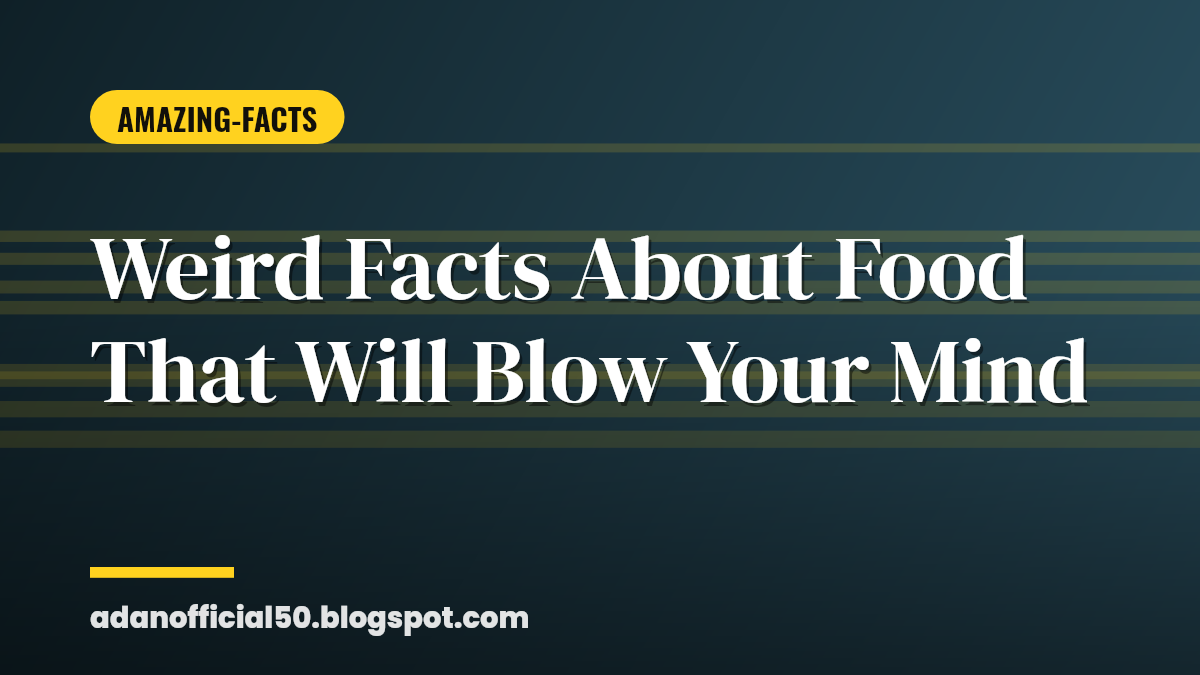 AMAZING-FACTS
Weird Facts About Food
That Will Blow Your Mind
adanofficial50.blogspot.com